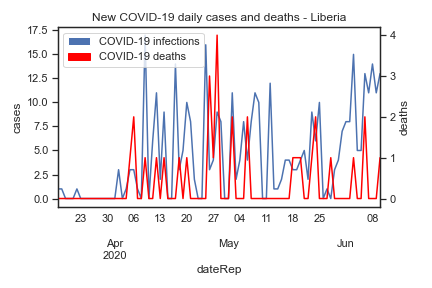 New COVID-19 daily cases and deaths - Liberia
COVID-19 infections
COVID-19 deaths
cases
17.5
15.0
12.5
10.0
7.5
5.0
2.5
0.0
deaths
4
3
2
1
0
23 30 06 13 20 27 04 11 18 25 08
Apr May Jun
2020
dateRep